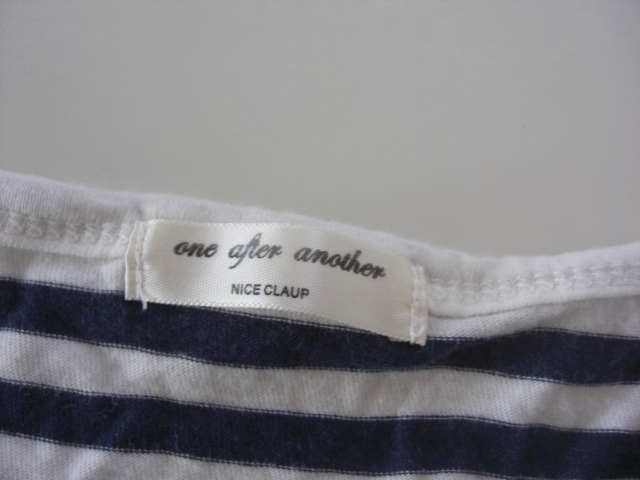 one after another
NICE CLAUP